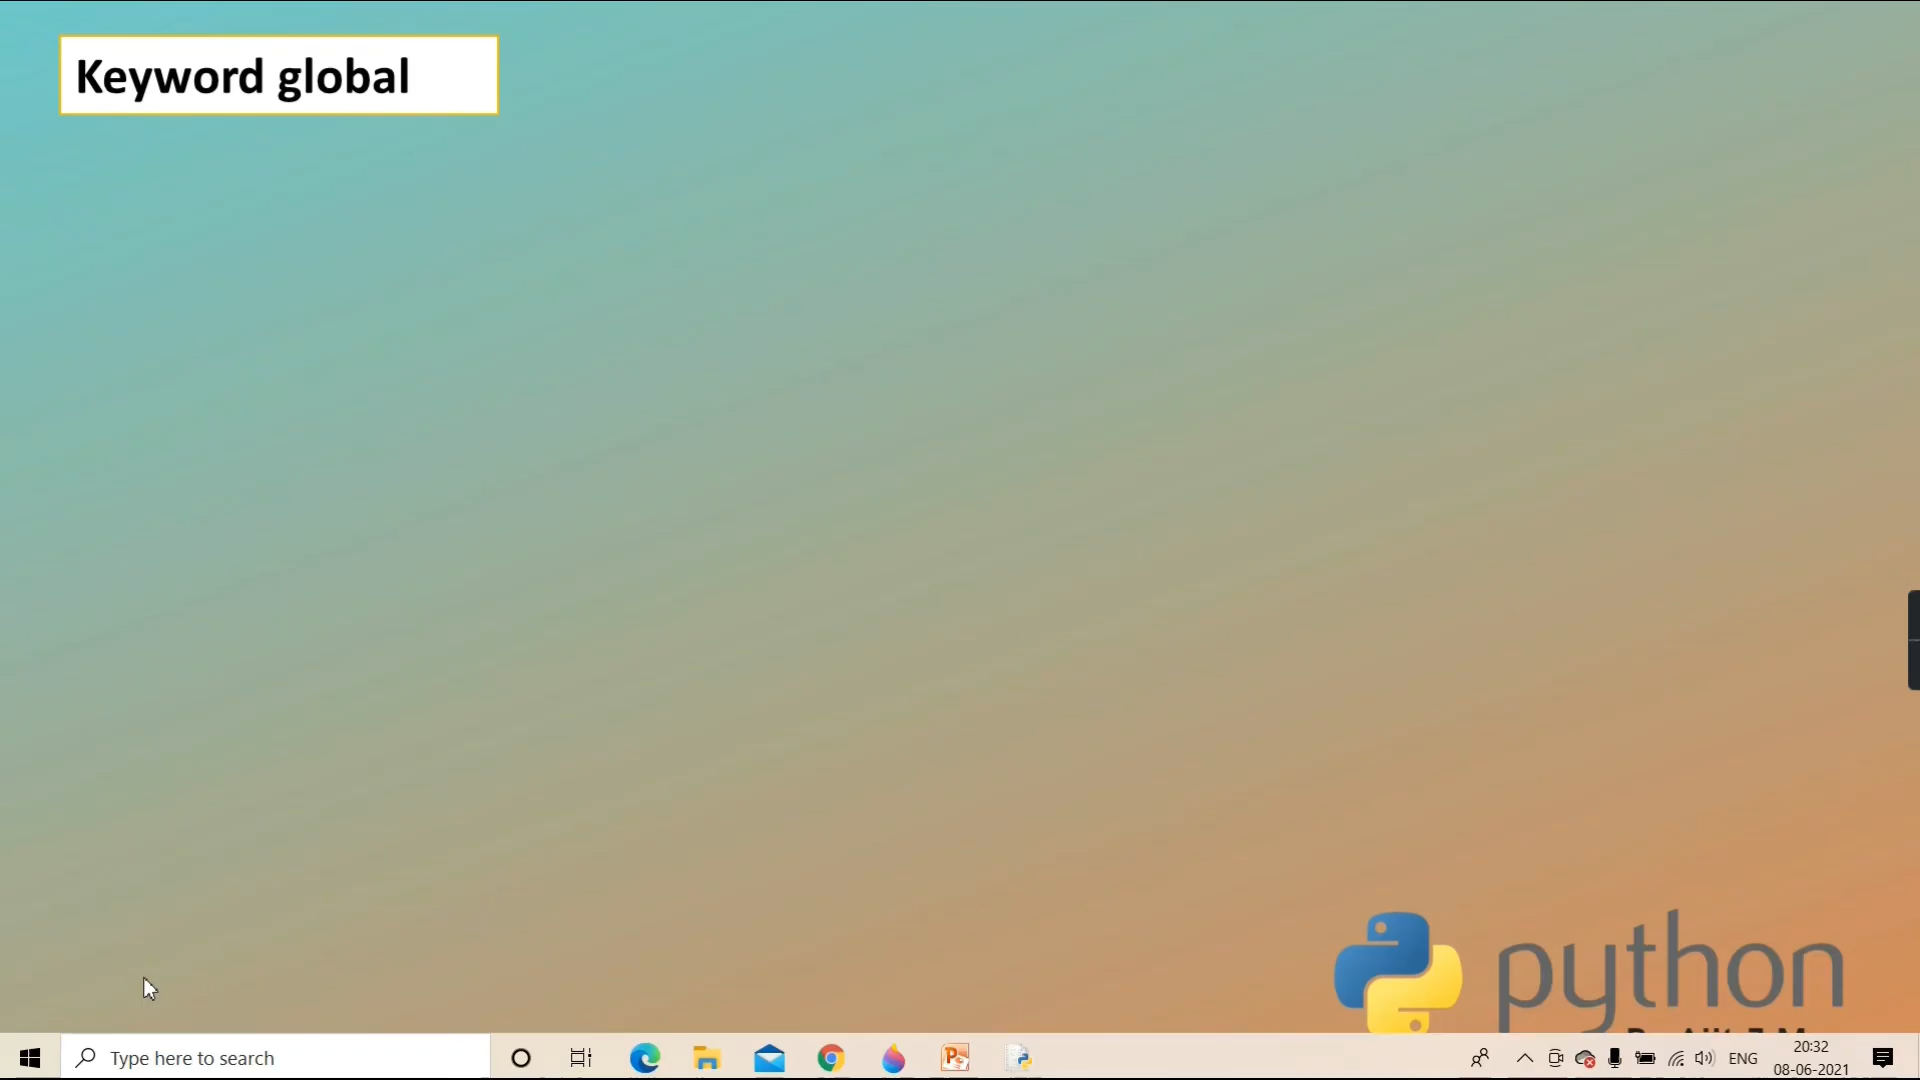 Keyword global
python
Type here to search
ENG
20:32
08-06-2021